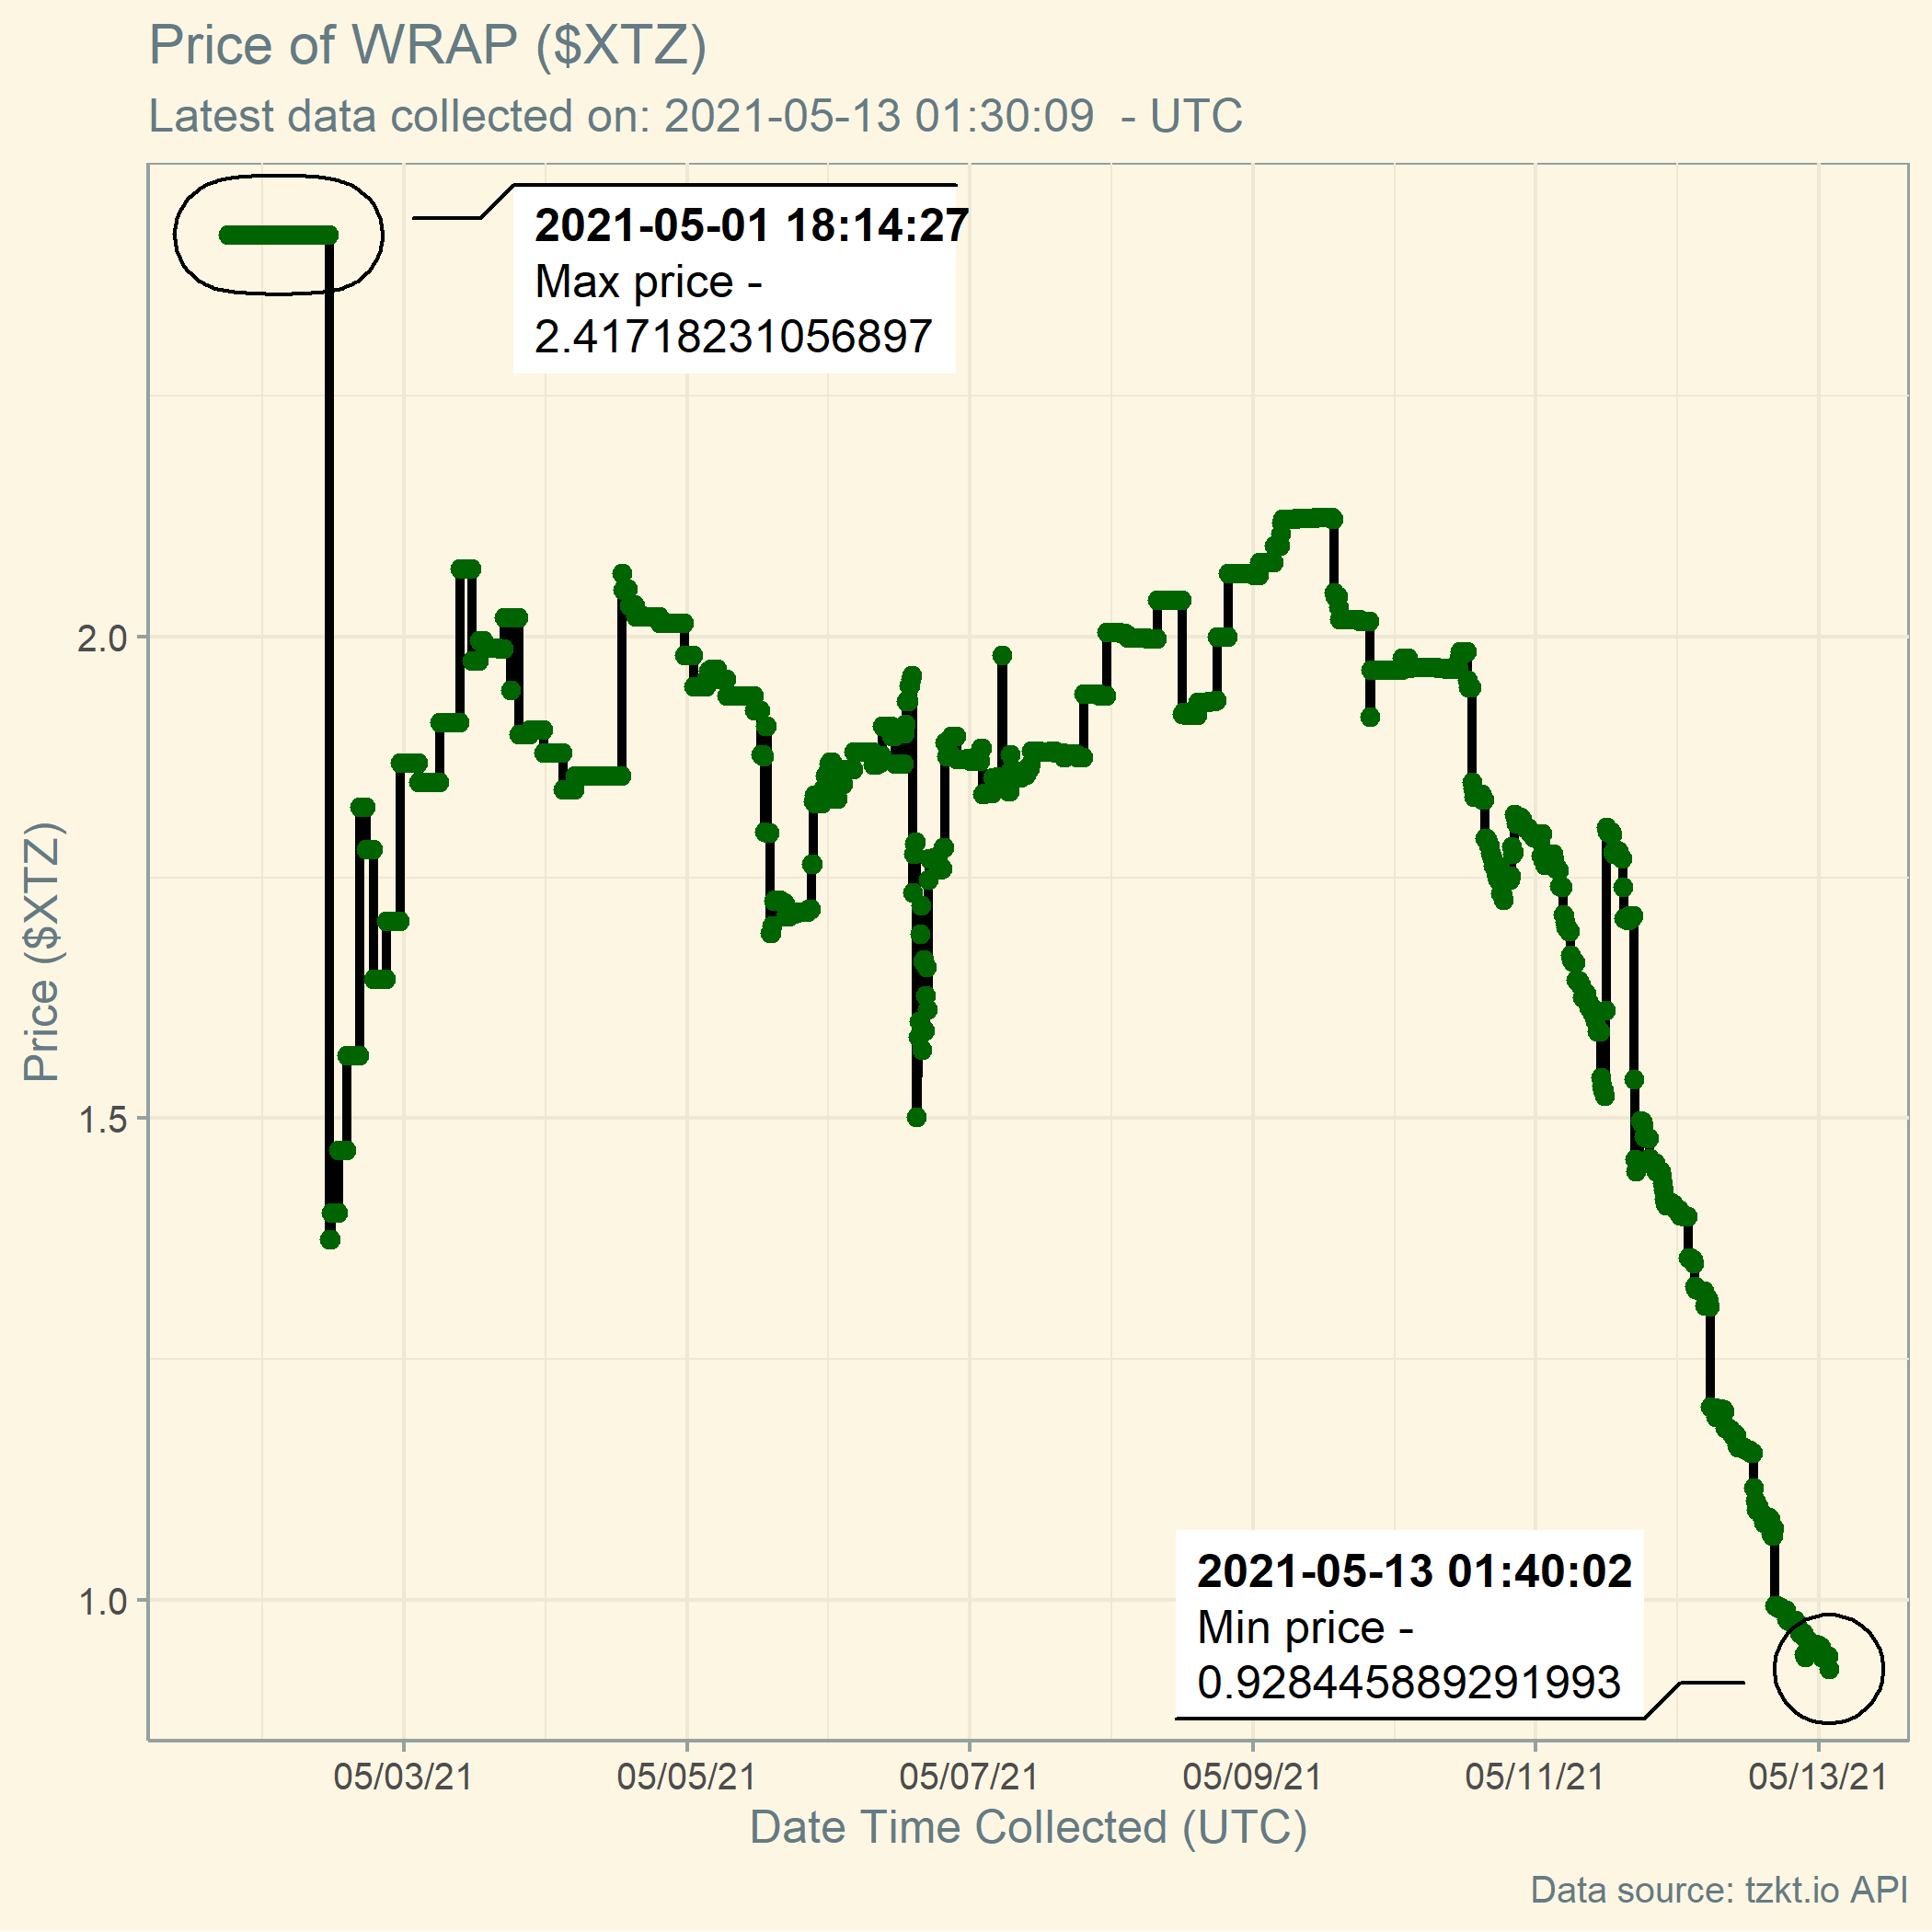 Price of WRAP ($XTZ)
Latest data collected on: 2021-05-13 01:30:09  - UTC
2021-05-01 18:14:27
Max price -
2.41718231056897
Price ($XTZ)
2.0
1.5
1.0
2021-05-13 01:40:02
Min price -
0.928445889291993
05/03/21 05/05/21 05/07/21 05/09/21 05/11/21 05/13/21
Date Time Collected (UTC)
Data source: tzkt.io API